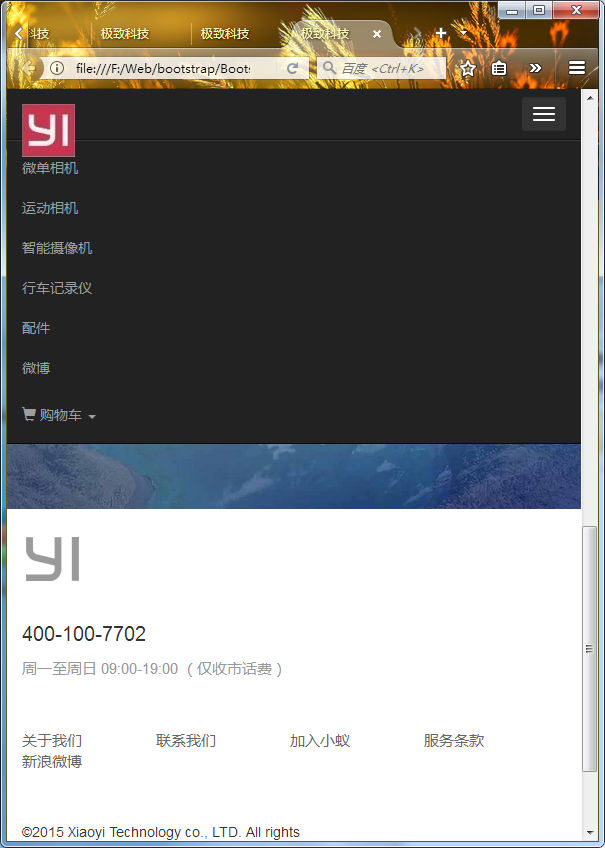 科技
极致科技
极致科技
极致科技
file:///F:/Web/bootstrap/Boots
百度 <Ctrl+K>
YI
微单相机
运动相机
智能摄像机
行车记录仪
配件
微博
购物车
YI
400-100-7702
周一至周日 09:00-19:00 （仅收市话费）
关于我们 联系我们 加入小蚁 服务条款
新浪微博
©2015 Xiaoyi Technology co., LTD. All rights